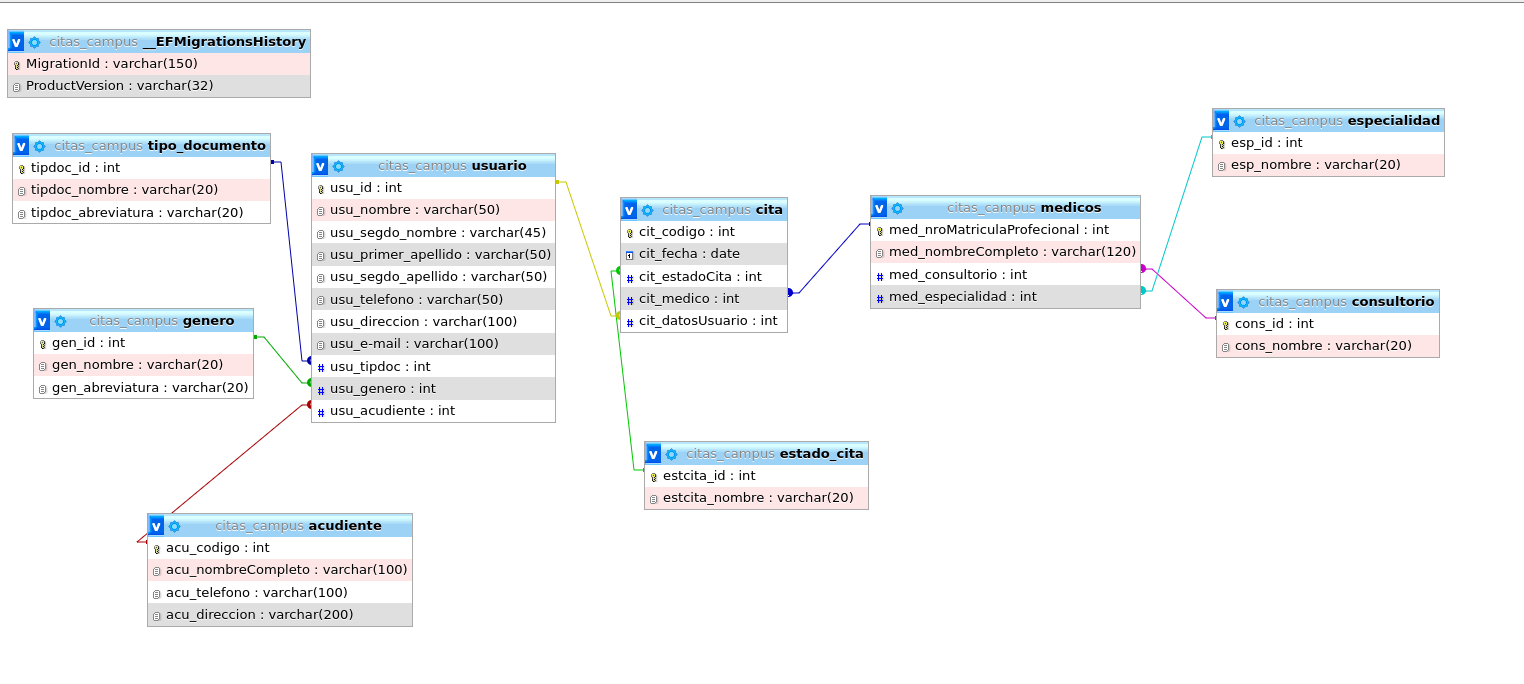 citas_campus __EFMigrationsHistory
MigrationId : varchar(150)
ProductVersion : varchar(32)
citas_campus tipo_documento
tipdoc_id : int
tipdoc_nombre : varchar(20)
tipdoc_abreviatura : varchar(20)
citas_campus genero
gen_id : int
gen_nombre : varchar(20)
gen_abreviatura : varchar(20)
citas_campus usuario
usu_id : int
usu_nombre : varchar(50)
usu_segdo_nombre : varchar(45)
usu_primer_apellido : varchar(50)
usu_segdo_apellido : varchar(50)
usu_telefono : varchar(50)
usu_direccion : varchar(100)
usu_e-mail : varchar(100)
usu_tipdoc : int
usu_genero : int
usu_acudiente : int
citas_campus acudiente
acu_codigo : int
acu_nombreCompleto : varchar(100)
acu_telefono : varchar(100)
acu_direccion : varchar(200)
citas_campus cita
cit_codigo : int
cit_fecha : date
cit_estadoCita : int
cit_medico : int
cit_datosUsuario : int
citas_campus estado_cita
estcita_id : int
estcita_nombre : varchar(20)
citas_campus medicos
med_nroMatriculaProfecional : int
med_nombreCompleto : varchar(120)
med_consultorio : int
med_especialidad : int
citas_campus especialidad
esp_id : int
esp_nombre : varchar(20)
citas_campus consultorio
cons_id : int
cons_nombre : varchar(20)